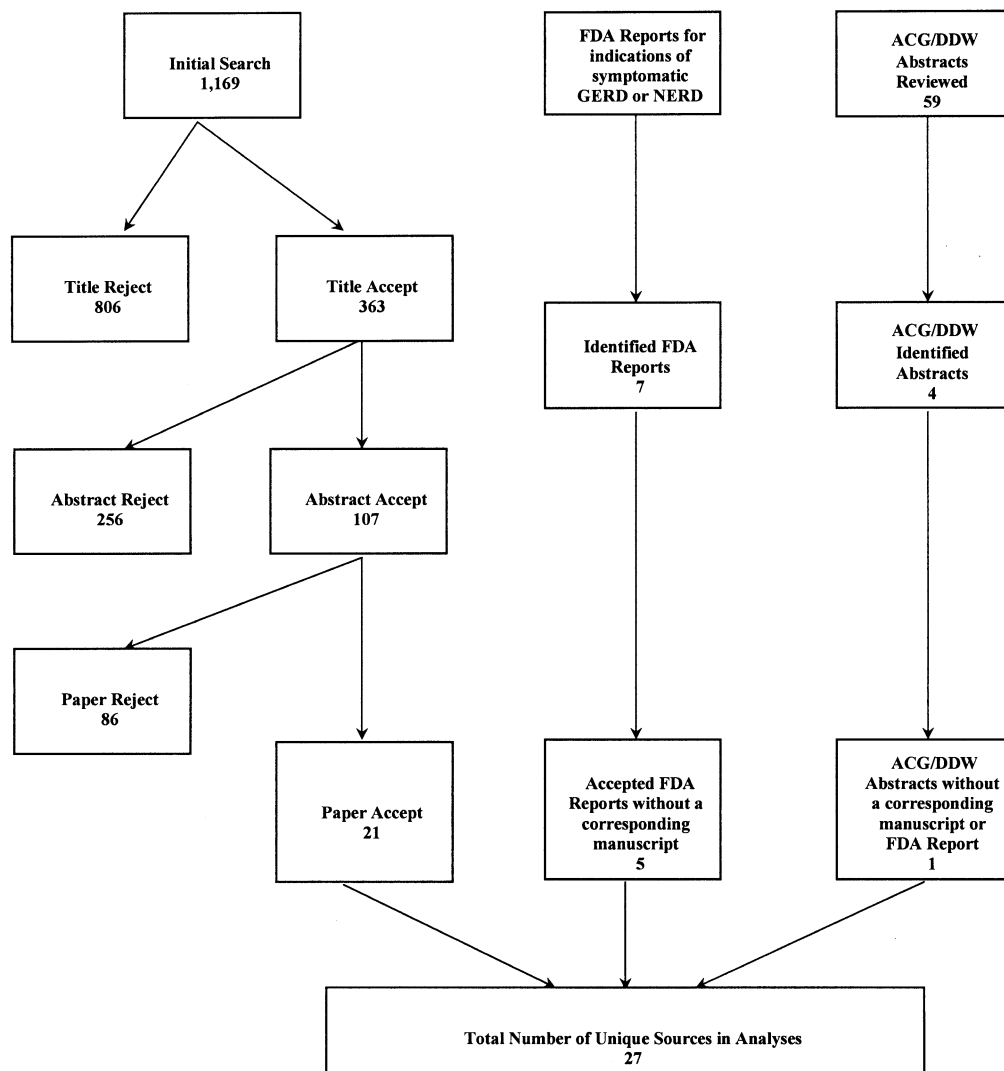 Initial Search
1,169
FDA Reports for
indications of
symptomatic
GERD or NERD
ACG/DDW
Abstracts
Reviewed
59
Title Reject
806
Title Accept
363
Identified FDA
Reports
7
ACG/DDW
Identified
Abstracts
4
Abstract Reject
256
Abstract Accept
107
Paper Reject
86
Paper Accept
21
Accepted FDA
Reports without a
corresponding
manuscript
5
ACG/DDW
Abstracts without
a corresponding
manuscript or
FDA Report
1
Total Number of Unique Sources in Analyses
27